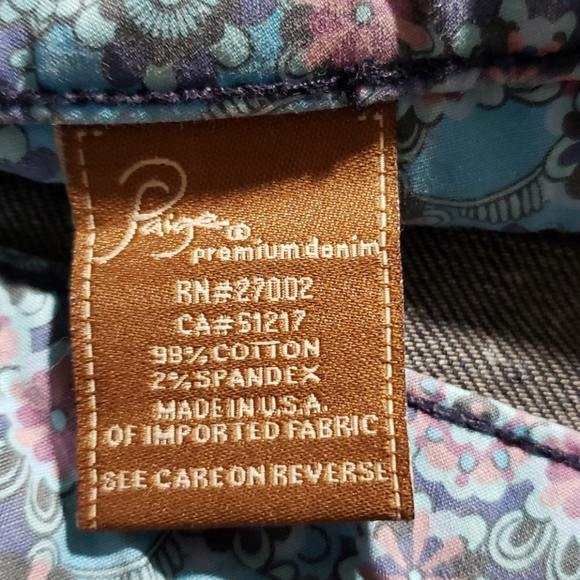 Paige®
premium denim
RN#27002
CA#51217
98% COTTON
2% SPANDEX
MADE IN U.S.A.
OF IMPORTED FABRIC
SEE CARE ON REVERSE